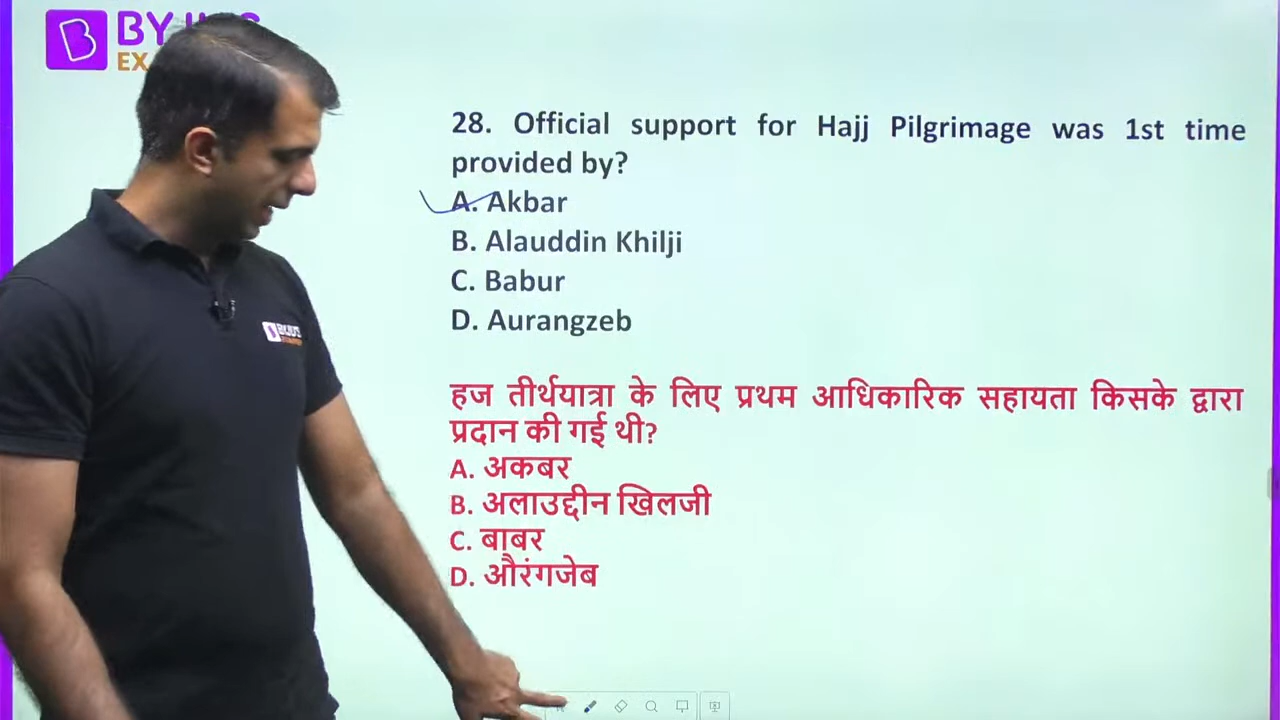 28. Official support for Hajj Pilgrimage was 1st time
provided by?
A. Akbar
B. Alauddin Khilji
C. Babur
D. Aurangzeb
हज तीर्थयात्रा के लिए प्रथम आधिकारिक सहायता किसके द्वारा
प्रदान की गई थी?
A. अकबर
B. अलाउद्दीन खिलजी
C. बाबर
D. औरंगजेब